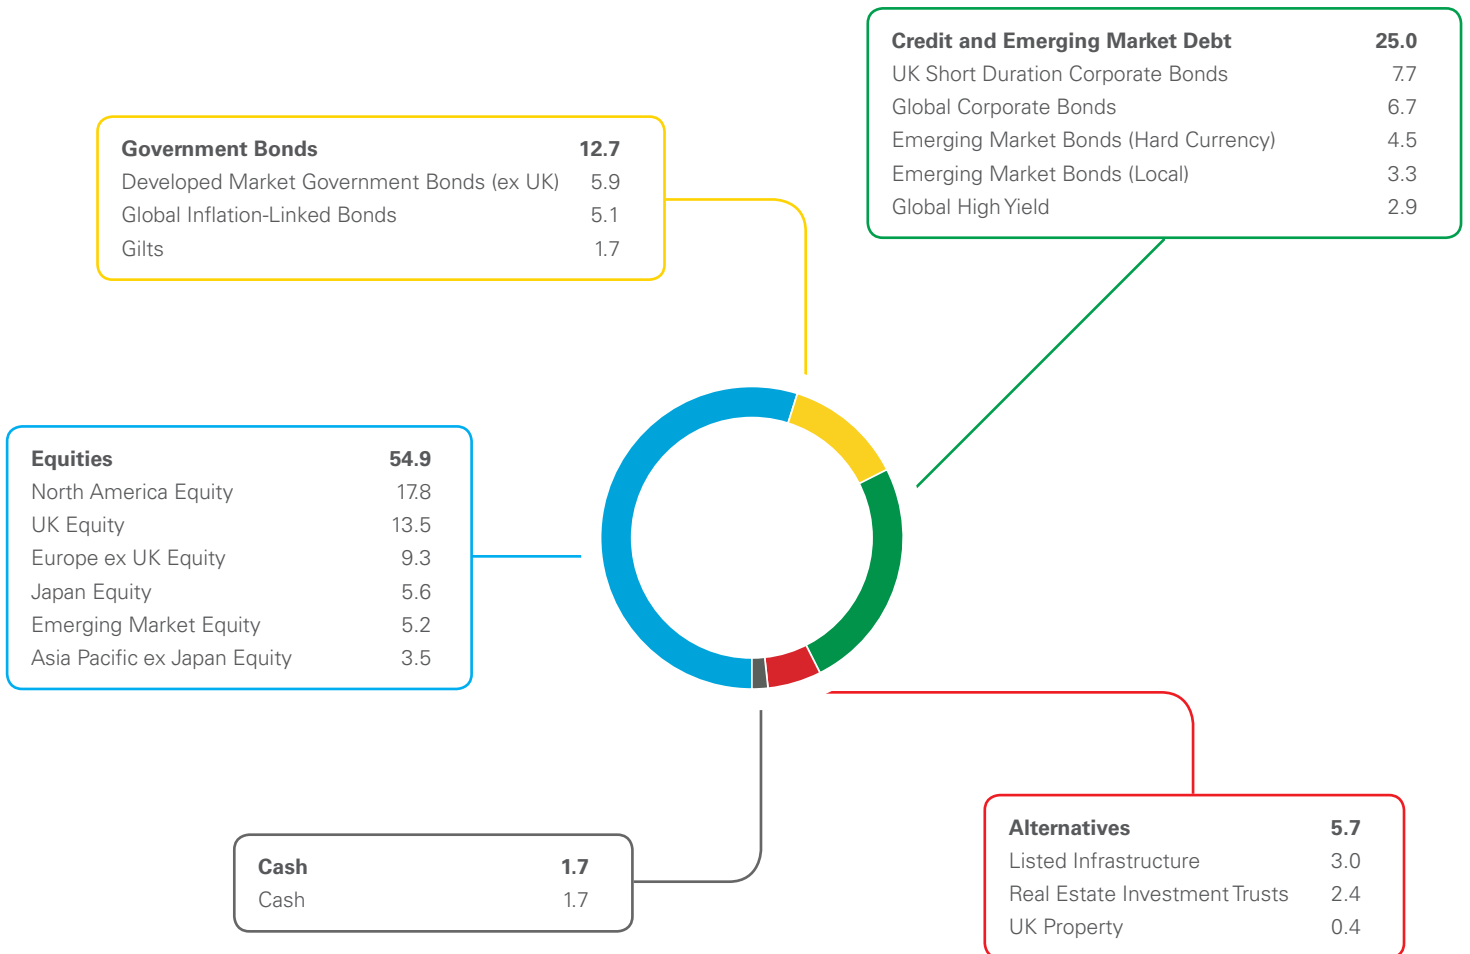 Credit and Emerging Market Debt 25.0
UK Short Duration Corporate Bonds 7.7
Global Corporate Bonds 6.7
Emerging Market Bonds (Hard Currency) 4.5
Emerging Market Bonds (Local) 3.3
Global High Yield 2.9
Government Bonds 12.7
Developed Market Government Bonds (ex UK) 5.9
Global Inflation-Linked Bonds 5.1
Gilts 1.7
Equities 54.9
North America Equity 17.8
UK Equity 13.5
Europe ex UK Equity 9.3
Japan Equity 5.6
Emerging Market Equity 5.2
Asia Pacific ex Japan Equity 3.5
Cash 1.7
Cash 1.7
Alternatives 5.7
Listed Infrastructure 3.0
Real Estate Investment Trusts 2.4
UK Property 0.4